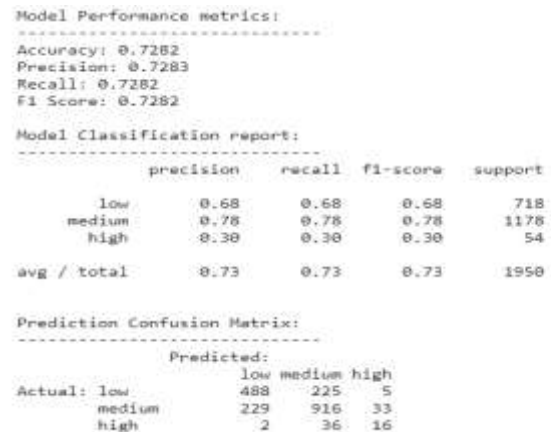 Model Performance metrics:
------------------------------
Accuracy: 0.7282
Precision: 0.7283
Recall: 0.7282
F1 Score: 0.7282
Model Classification report:
------------------------------
precision recall f1-score support
low 0.68 0.68 0.68 718
medium 0.78 0.78 0.78 1178
high 0.30 0.30 0.30 54
avg / total 0.73 0.73 0.73 1950
Prediction Confusion Matrix:
------------------------------
Predicted:
low medium high
Actual: low 488 225 5
medium 229 916 33
high 2 36 16